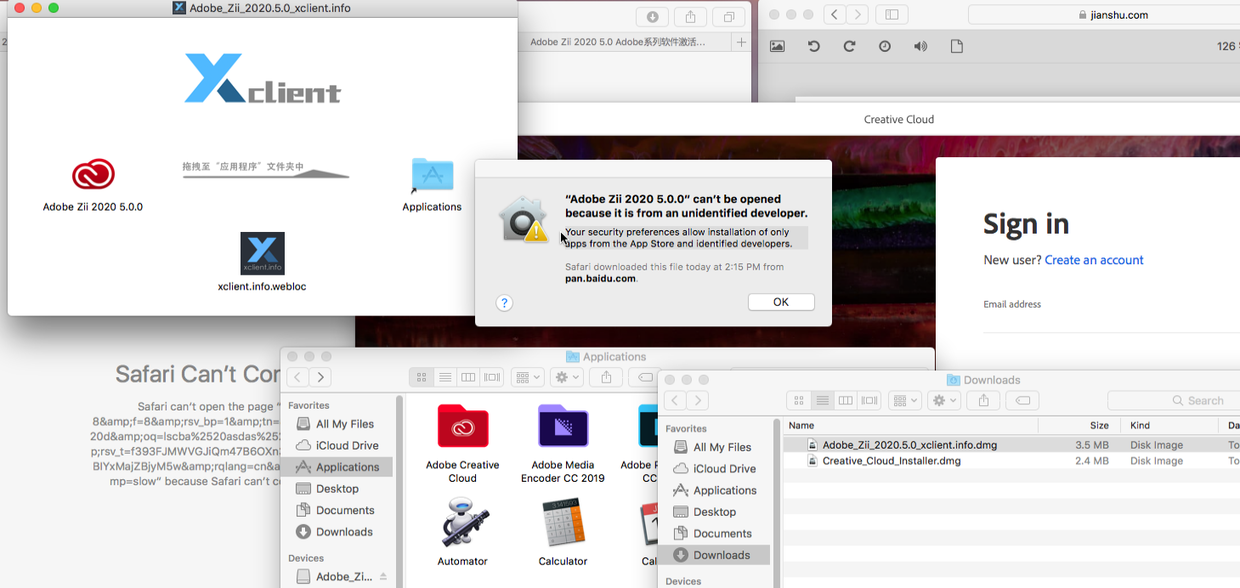 Adobe_Zii_2020.5.0_xclient.info
Xclient
拖拽至 “应用程序” 文件夹中
Adobe Zii 2020 5.0.0
Applications
xclient.info
xclient.info.webloc
Adobe Zii 2020 5.0 Adobe系列软件激活...
jianshu.com
126
Creative Cloud
Sign in
New user? Create an account
Email address
“Adobe Zii 2020 5.0.0” can’t be opened
because it is from an unidentified developer.
Your security preferences allow installation of only
apps from the App Store and identified developers.
Safari downloaded this file today at 2:15 PM from
pan.baidu.com.
?
OK
Safari Can’t Con
Safari can’t open the page “
8&amp;f=8&amp;rsv_bp=1&amp;tn=
20d&amp;oq=lscba%2520asdas%25
p;rsv_t=f393FJMWVGJiQm47B6OXn
BIYxMajZBjyM5w&amp;rqlang=cn&a
mp=slow” because Safari can’t c
Applications
Favorites
All My Files
iCloud Drive
Applications
Desktop
Documents
Downloads
Devices
Adobe_Zi...
Adobe Creative
Cloud
Adobe Media
Encoder CC 2019
Adobe P
CC
Automator
Calculator
Cal
Downloads
Search
Favorites
All My Files
iCloud Drive
Applications
Desktop
Documents
Downloads
Devices
Name Size Kind Da
Adobe_Zii_2020.5.0_xclient.info.dmg 3.5 MB Disk Image To
Creative_Cloud_Installer.dmg 2.4 MB Disk Image To